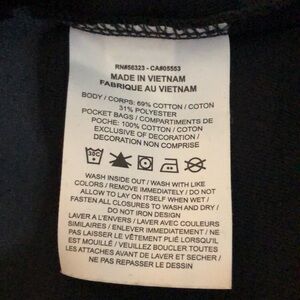 RN#56323 - CA#05553
MADE IN VIETNAM
FABRIQUE AU VIETNAM
BODY / CORPS: 69% COTTON / COTON
31% POLYESTER
POCKET BAGS / COMPARTIMENTS DE
POCHE: 100% COTTON / COTON
EXCLUSIVE OF DECORATION /
DECORATION NON COMPRISE
30C
WASH INSIDE OUT / WASH WITH LIKE
COLORS / REMOVE IMMEDIATELY / DO NOT
ALLOW TO LAY ON ITSELF WHEN WET /
FASTEN ALL CLOSURES TO WASH AND DRY /
DO NOT IRON DESIGN
LAVER A L'ENVERS / LAVER AVEC COULEURS
SIMILAIRES / ENLEVER IMMEDIATEMENT / NE
PAS LAISSER LE VÊTEMENT PLIÉ LORSQU'IL
EST MOUILLÉ / VEUILLEZ BOUCLER TOUTES
LES ATTACHES AVANT DE LAVER ET SECHER /
NE PAS REPASSER LE DESSIN